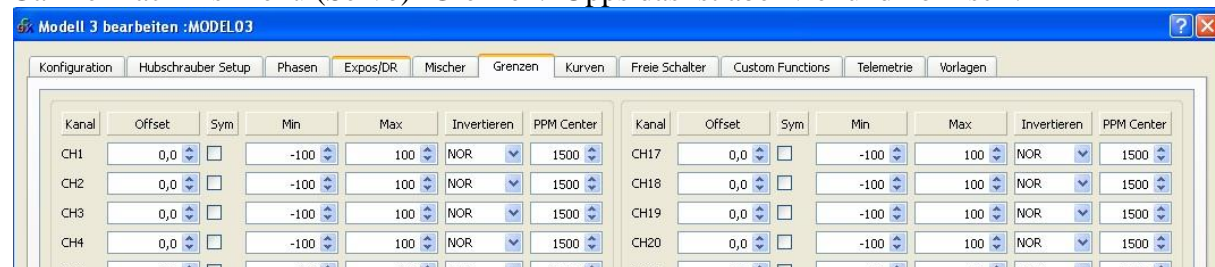 Modell 3 bearbeiten :MODEL03
Konfiguration Hubschrauber Setup Phasen Expos/DR Mischer Grenzen Kurven Freie Schalter Custom Functions Telemetrie Vorlagen
Kanal Offset Sym Min Max Invertieren PPM Center Kanal Offset Sym Min Max Invertieren PPM Center
CH1 0,0 -100 100 NOR 1500 CH17 0,0 -100 100 NOR 1500
CH2 0,0 -100 100 NOR 1500 CH18 0,0 -100 100 NOR 1500
CH3 0,0 -100 100 NOR 1500 CH19 0,0 -100 100 NOR 1500
CH4 0,0 -100 100 NOR 1500 CH20 0,0 -100 100 NOR 1500